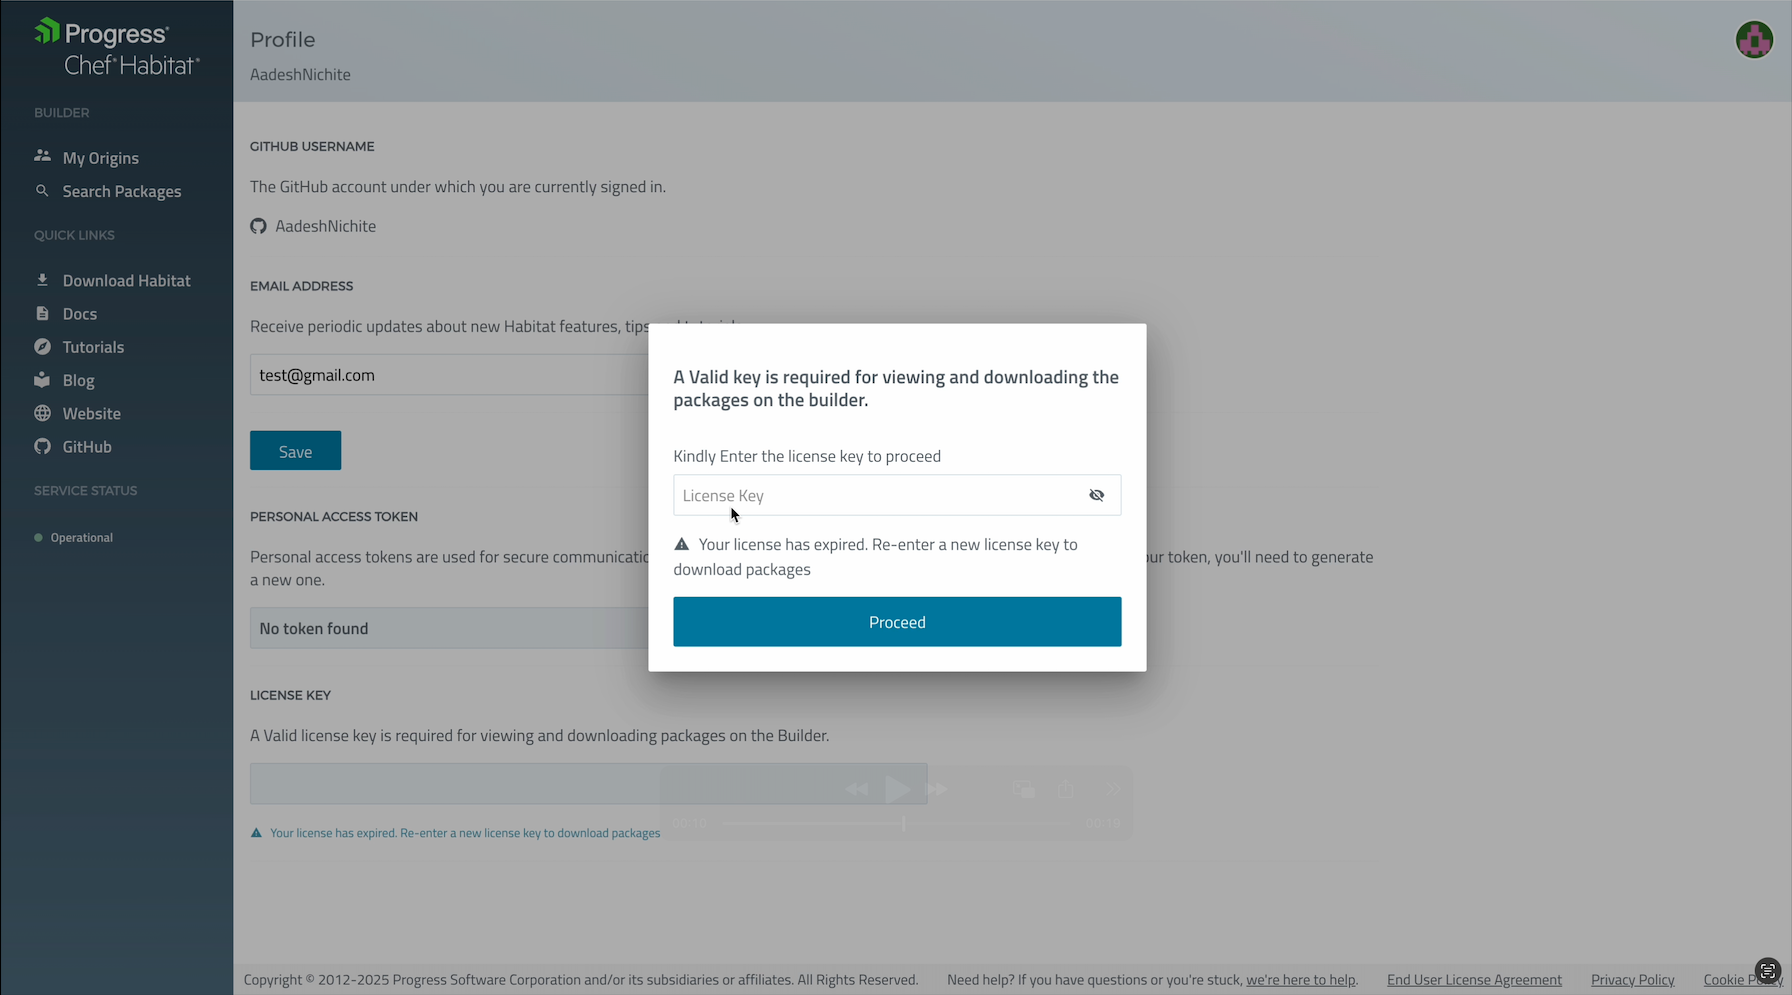 Progress®
Chef®Habitat®
BUILDER
My Origins
Search Packages
QUICK LINKS
Download Habitat
Docs
Tutorials
Blog
Website
GitHub
SERVICE STATUS
Operational
Profile
AadeshNichite
GITHUB USERNAME
The GitHub account under which you are currently signed in.
AadeshNichite
EMAIL ADDRESS
Receive periodic updates about new Habitat features, tips
test@gmail.com
Save
PERSONAL ACCESS TOKEN
Personal access tokens are used for secure your token, you'll need to generate
a new one.
No token found
LICENSE KEY
A Valid license key is required for viewing and downloading packages on the Builder.
00:10
00:19
Your license has expired. Re-enter a new license key to download packages
A Valid key is required for viewing and downloading the
packages on the builder.
Kindly Enter the license key to proceed
License Key
Your license has expired. Re-enter a new license key to
download packages
Proceed
Copyright © 2012-2025 Progress Software Corporation and/or its subsidiaries or affiliates. All Rights Reserved. Need help? If you have questions or you're stuck, we're here to help. End User License Agreement Privacy Policy Cookie Policy